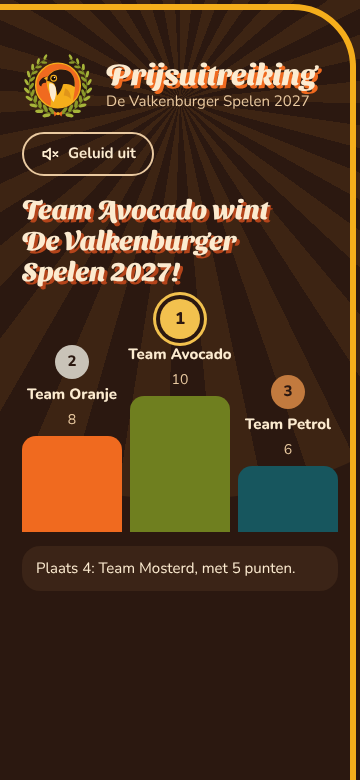 Prijsuitreiking
De Valkenburger Spelen 2027
Geluid uit
Team Avocado wint
De Valkenburger
Spelen 2027!
1
Team Avocado
10
2
Team Oranje
8
3
Team Petrol
6
Plaats 4: Team Mosterd, met 5 punten.